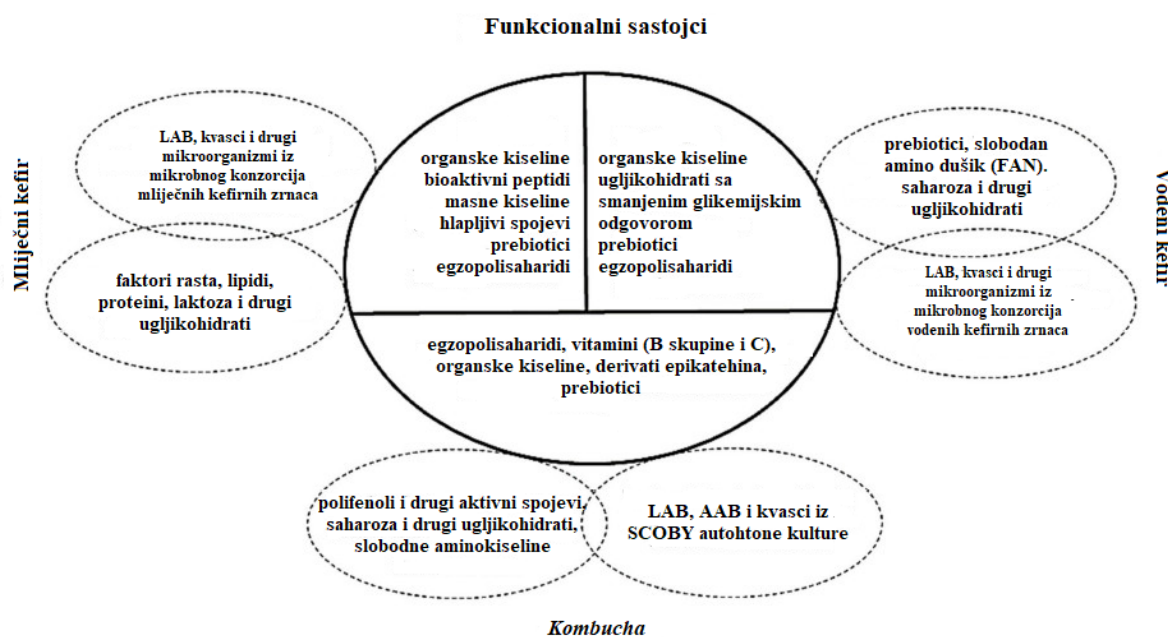 Funkcionalni sastojci
Mliječni kefir
LAB, kvasci i drugi
mikroorganizmi iz
mikrobnog konzorcija
mliječnih kefirnih zrnaca
faktori rasta, lipidi,
proteini, laktoza i drugi
ugljikohidrati
organske kiseline
bioaktivni peptidi
masne kiseline
hlapljivi spojevi
prebiotici
egzopolisaharidi
organske kiseline
ugljikohidrati sa
smanjenim glikemijskim
odgovorom
prebiotici
egzopolisaharidi
egzopolisaharidi, vitamini (B skupine i C),
organske kiseline, derivati epikatehina,
prebiotici
prebiotici, slobodan
amino dušik (FAN).
saharoza i drugi
ugljikohidrati
LAB, kvasci i drugi
mikroorganizmi iz
mikrobnog konzorcija
vodenih kefirnih zrnaca
Vodeni kefir
polifenoli i drugi aktivni spojevi,
saharoza i drugi ugljikohidrati,
slobodne aminokiseline
LAB, AAB i kvasci iz
SCOBY autohtone kulture
Kombucha